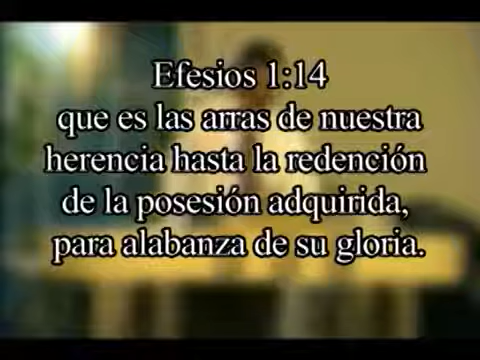 Efesios 1:14
que es las arras de nuestra
herencia hasta la redención
de la posesión adquirida,
para alabanza de su gloria.